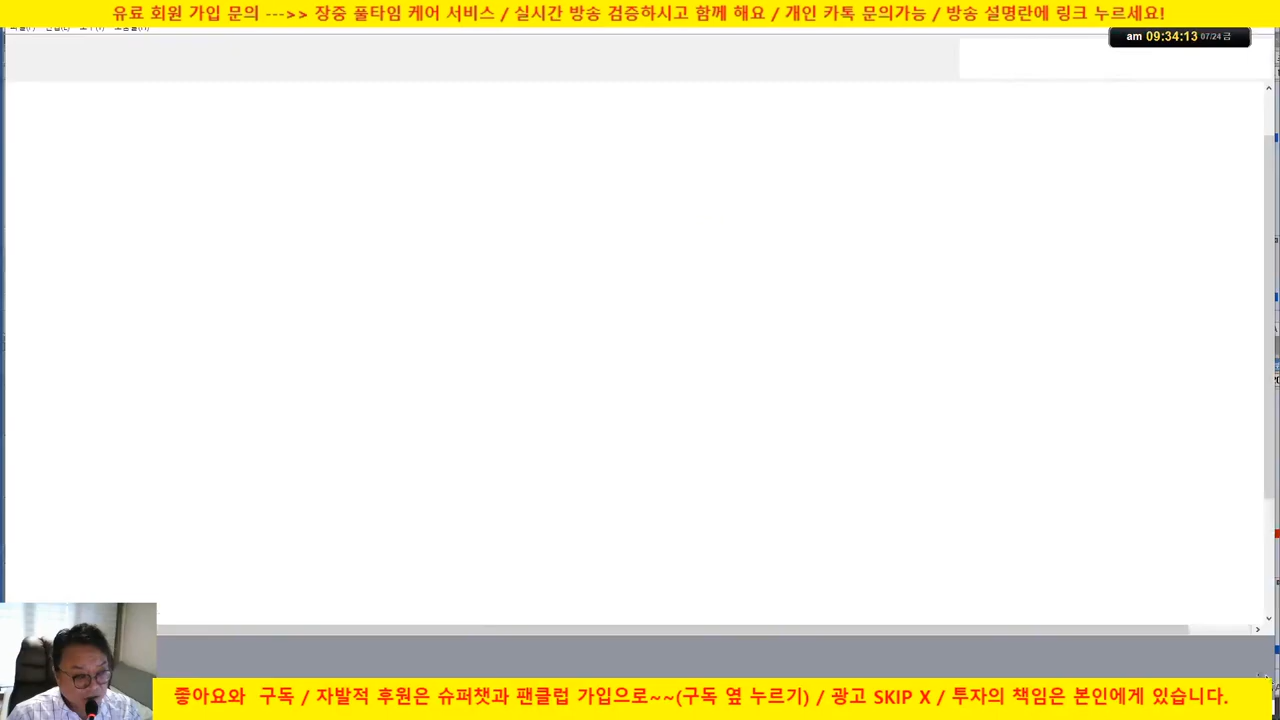 유료 회원 가입 문의 --->> 장중 풀타임 케어 서비스 / 실시간 방송 검증하시고 함께 해요 / 개인 카톡 문의가능 / 방송 설명란에 링크 누르세요!
am 09:34:13 07/24 금
좋아요와 구독 / 자발적 후원은 슈퍼챗과 팬클럽 가입으로~~(구독 옆 누르기) / 광고 SKIP X / 투자의 책임은 본인에게 있습니다.